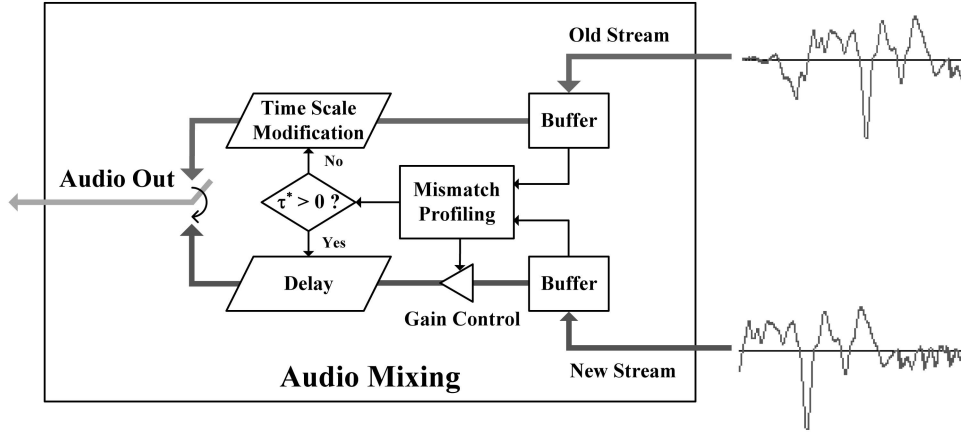 Old Stream
Time Scale
Modification
Buffer
No
Audio Out
τ* > 0 ?
Mismatch
Profiling
Yes
Delay
Buffer
Gain Control
Audio Mixing
New Stream